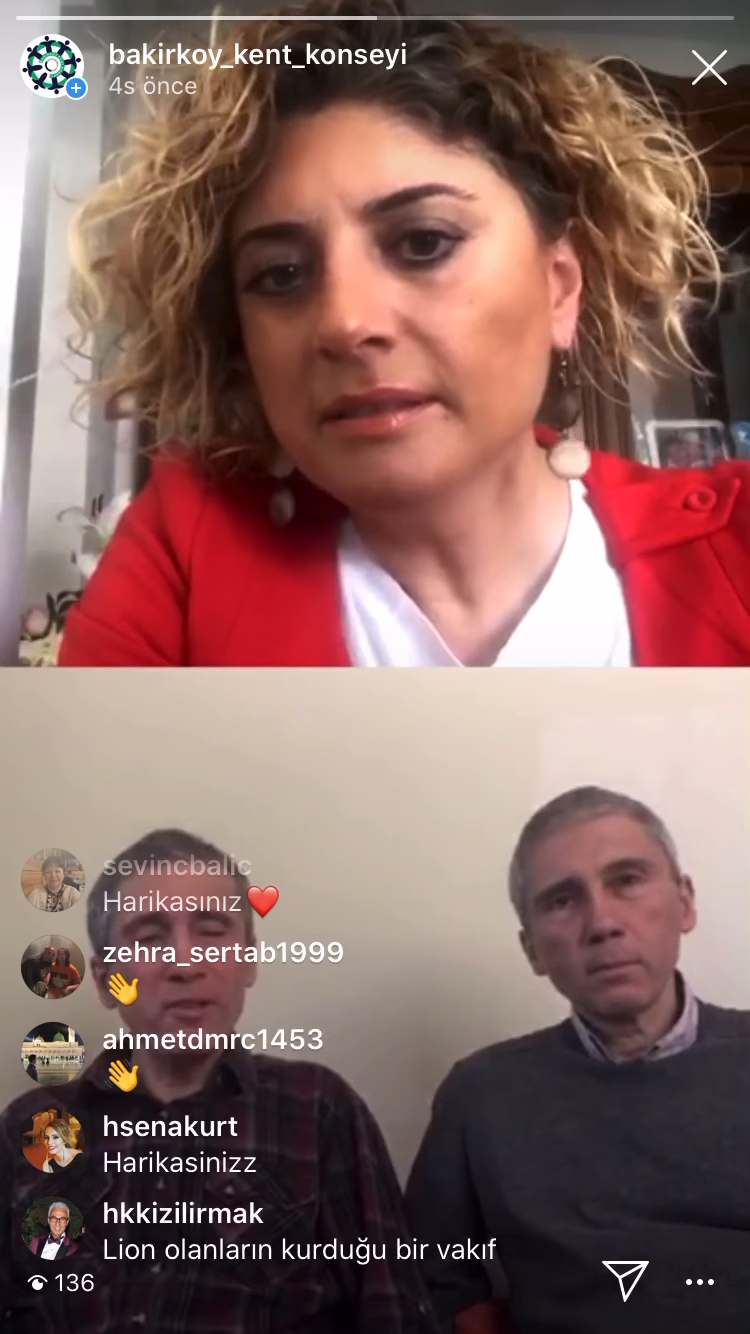 bakirkoy_kent_konseyi
4s önce
sevincbalic
Harikasınız❤️
zehra_sertab1999
👋
ahmetdmrc1453
👋
hsenakurt
Harikasinizz
hkkizilirmak
Lion olanların kurduğu bir vakıf
136